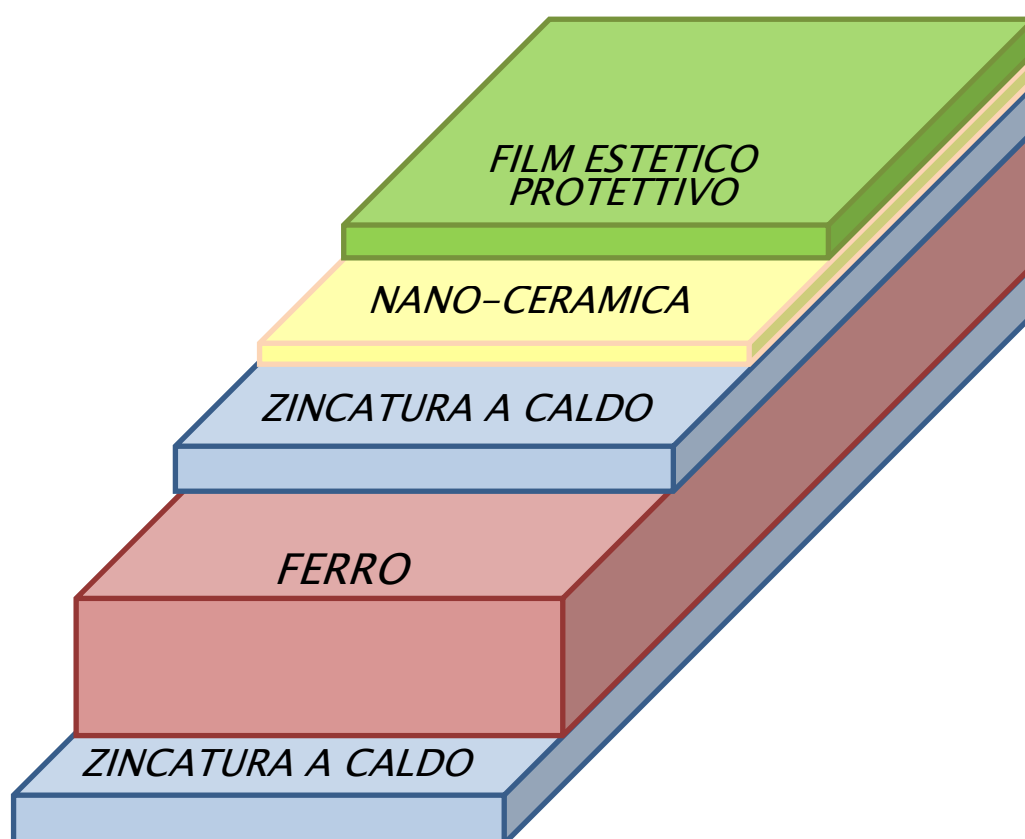 FILM ESTETICO
PROTETTIVO
NANO-CERAMICA
ZINCATURA A CALDO
FERRO
ZINCATURA A CALDO